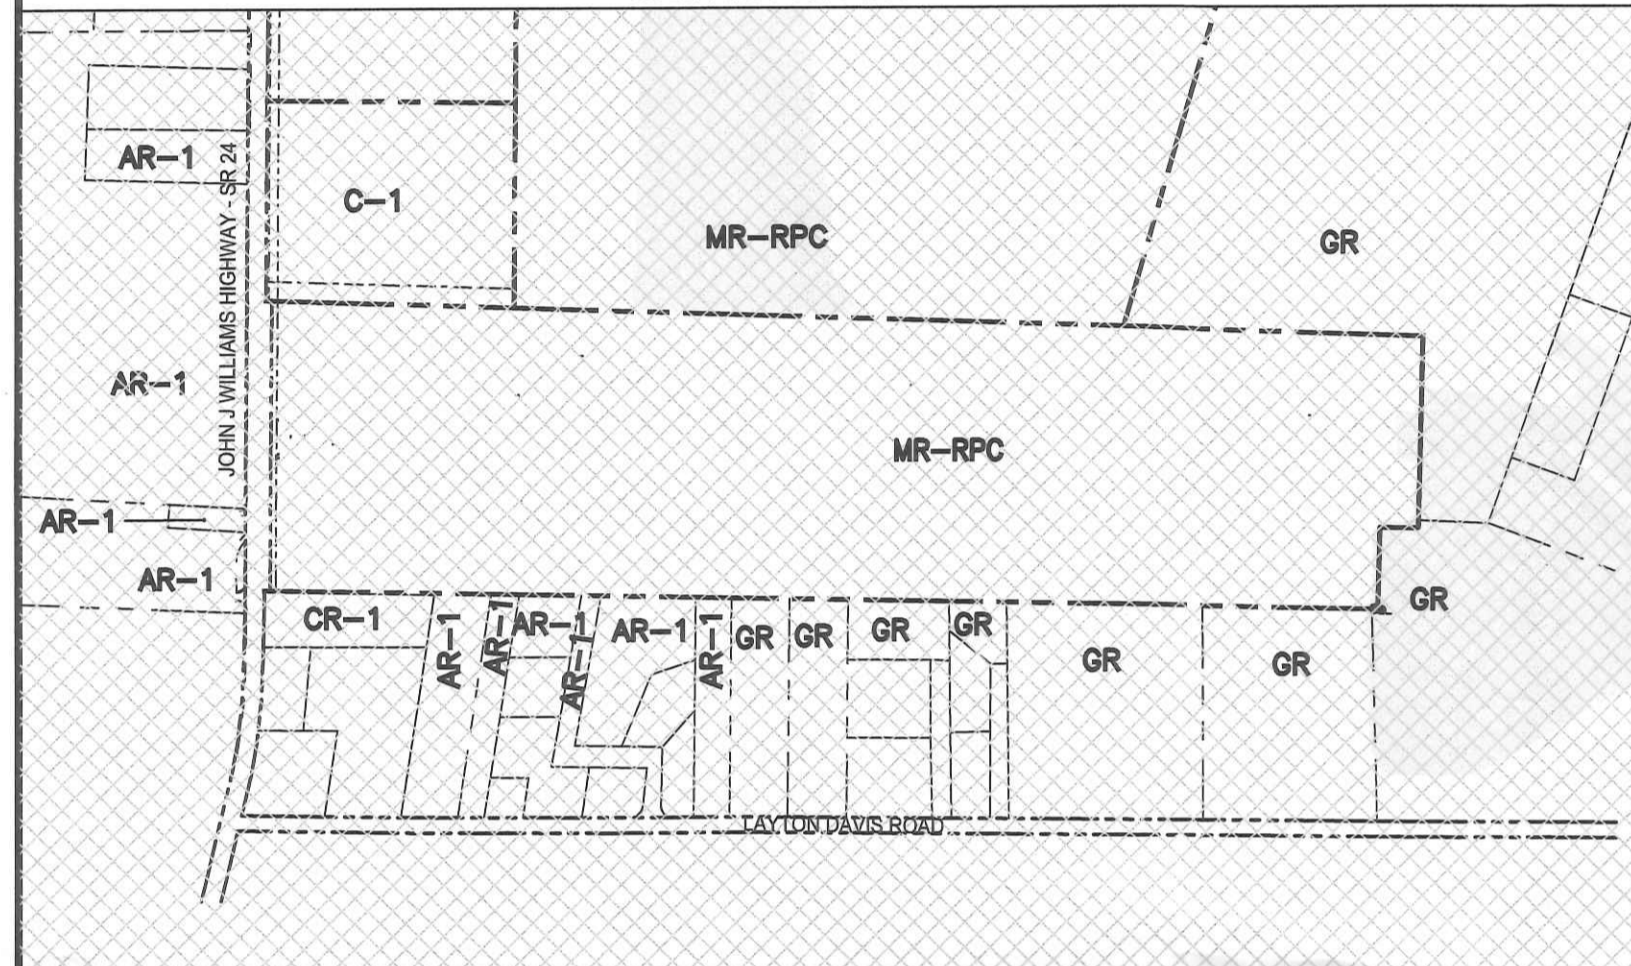 AR-1
C-1
MR-RPC
GR
JOHN J WILLIAMS HIGHWAY - SR 24
AR-1
MR-RPC
AR-1
AR-1
GR
CR-1
AR-1
AR-1
AR-1
AR-1
AR-1
AR-1
GR
GR
GR
GR
GR
GR
LAYTON DAVIS ROAD